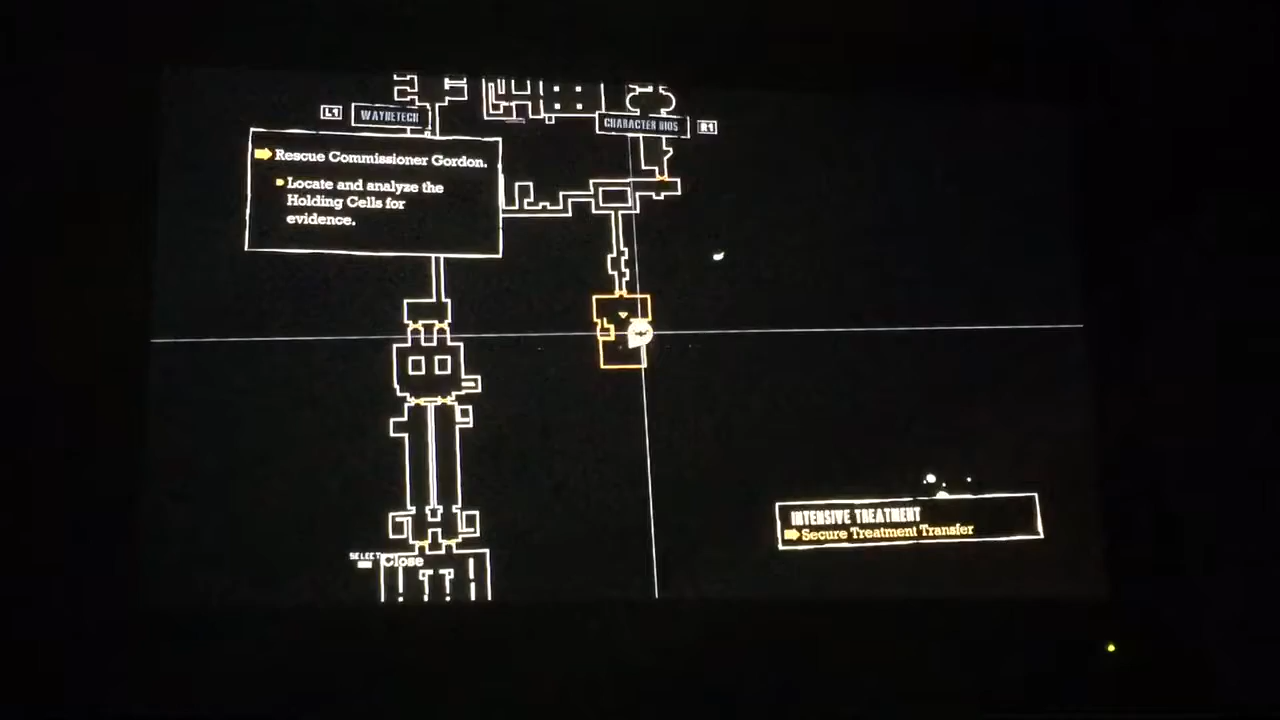 L1 WAYNETECH
CHARACTER BIOS R1
Rescue Commissioner Gordon.
Locate and analyze the
Holding Cells for
evidence.
INTENSIVE TREATMENT
Secure Treatment Transfer
SELECT Close